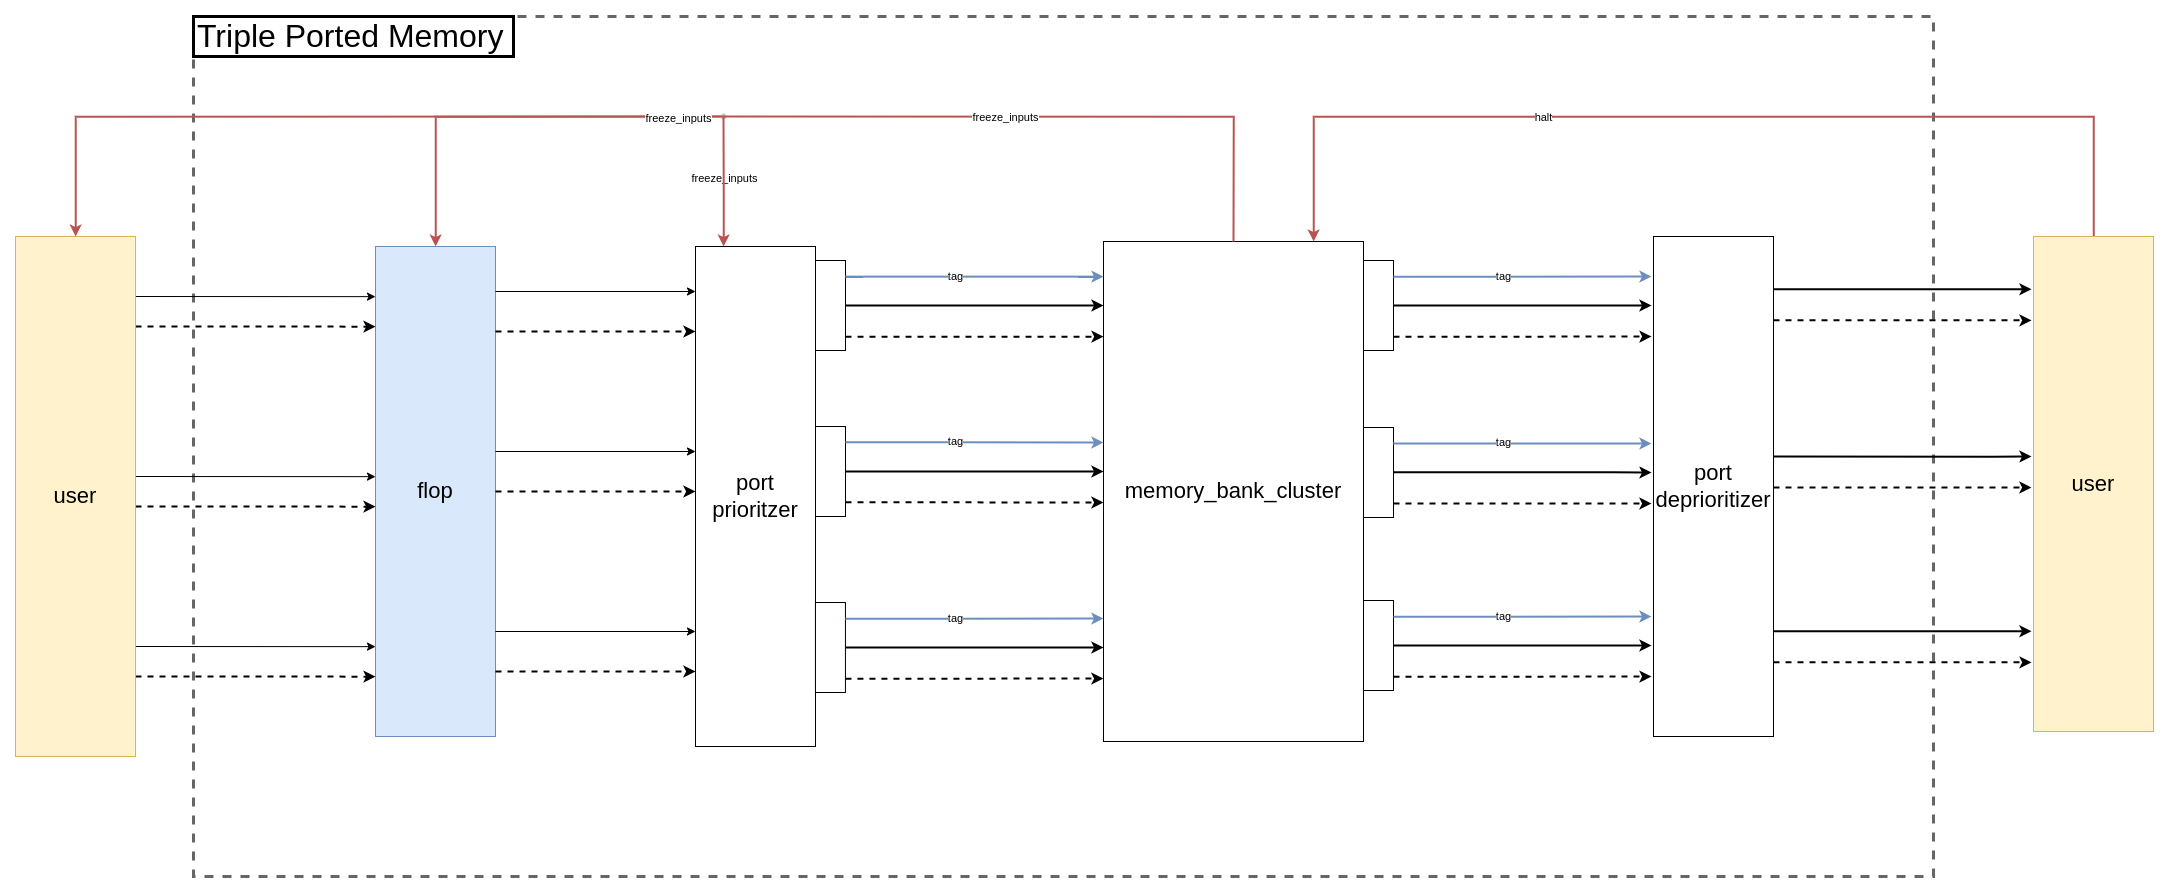 Triple Ported Memory
freeze_inputs
freeze_inputs
halt
freeze_inputs
tag
tag
tag
tag
tag
tag
user
flop
port
prioritzer
memory_bank_cluster
port
deprioritizer
user